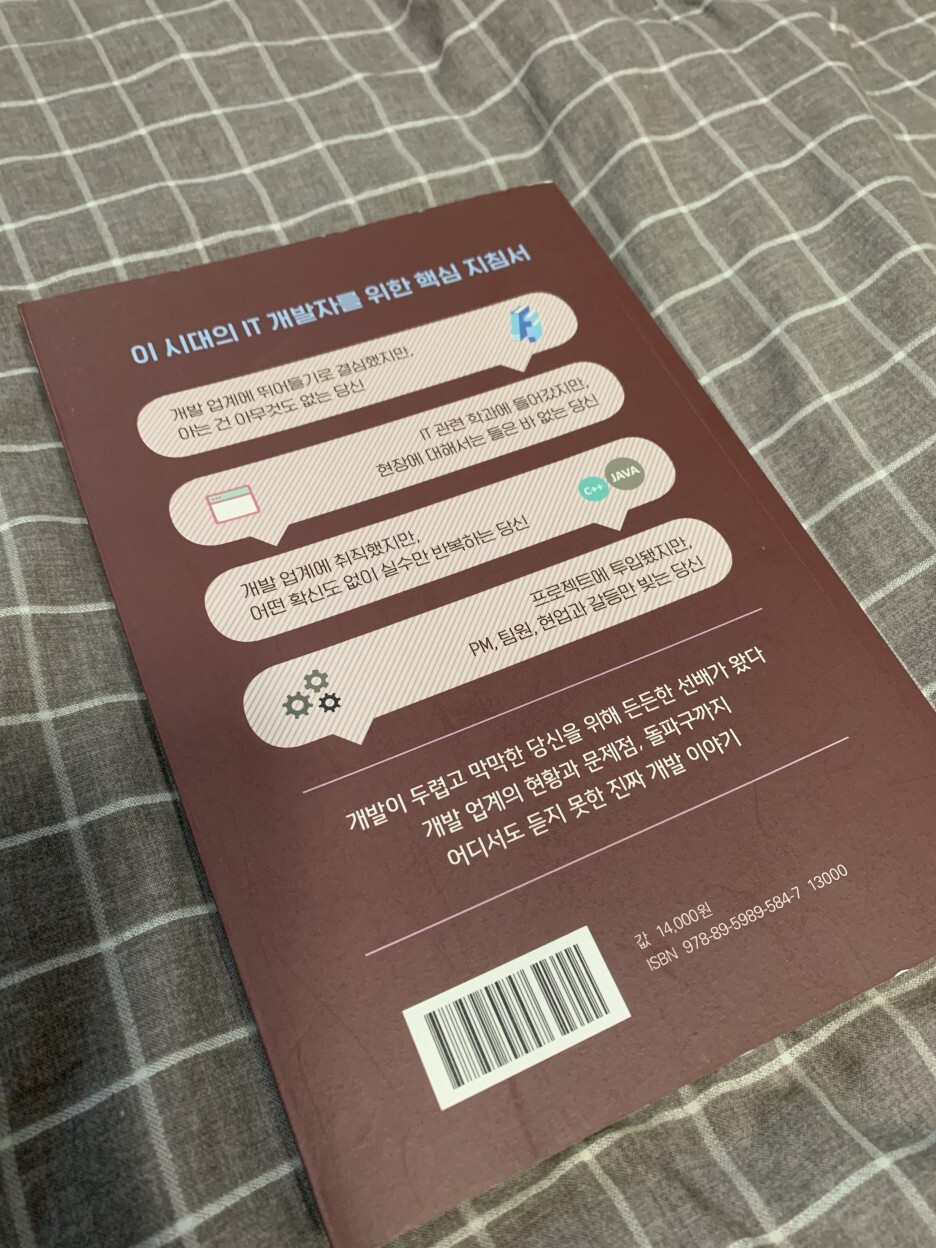 이 시대의 IT 개발자를 위한 핵심 지침서
개발 업계에 뛰어들기로 결심했지만,
아는 건 아무것도 없는 당신
IT 관련 학과에 들어갔지만,
현장에 대해서는 들은 바 없는 당신
C++
JAVA
개발 업계에 취직했지만,
어떤 확신도 없이 실수만 반복하는 당신
프로젝트에 투입됐지만,
PM, 팀원, 현업과 갈등만 빚는 당신
개발이 두렵고 막막한 당신을 위해 든든한 선배가 왔다
개발 업계의 현황과 문제점, 돌파구까지
어디서도 듣지 못한 진짜 개발 이야기
값 14,000원
ISBN 978-89-5989-584-7 13000